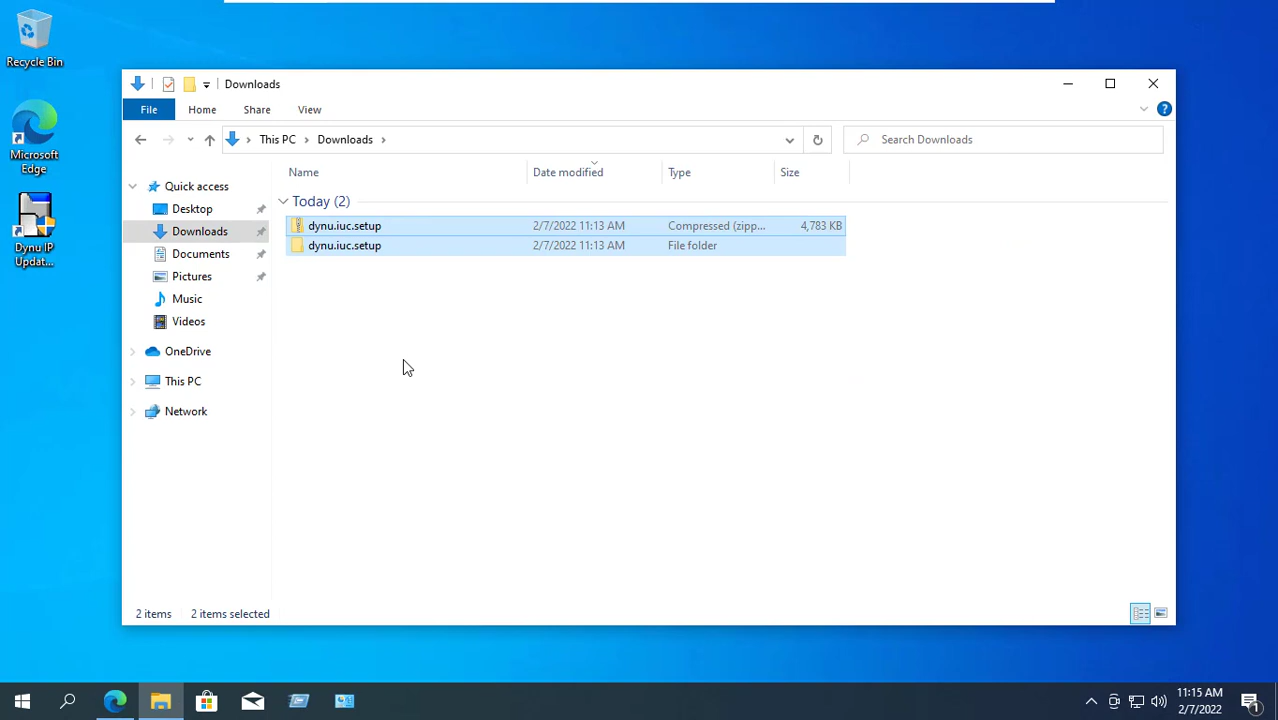 Recycle Bin
Microsoft
Edge
Dynu IP
Updat...
Downloads
File
Home
Share
View
This PC
Downloads
Search Downloads
Quick access
Desktop
Downloads
Documents
Pictures
Music
Videos
OneDrive
This PC
Network
Name
Date modified
Type
Size
Today (2)
dynu.iuc.setup 2/7/2022 11:13 AM Compressed (zipp... 4,783 KB
dynu.iuc.setup 2/7/2022 11:13 AM File folder
2 items 2 items selected
11:15 AM
2/7/2022
1